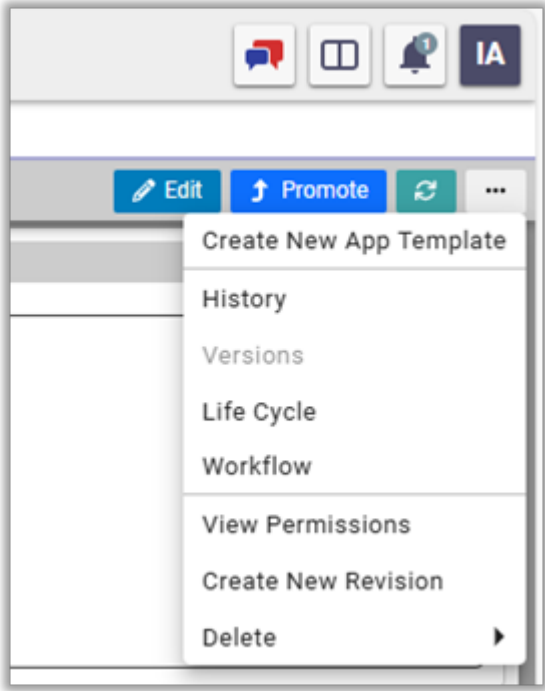 1
IA
Edit
Promote
Create New App Template
History
Versions
Life Cycle
Workflow
View Permissions
Create New Revision
Delete